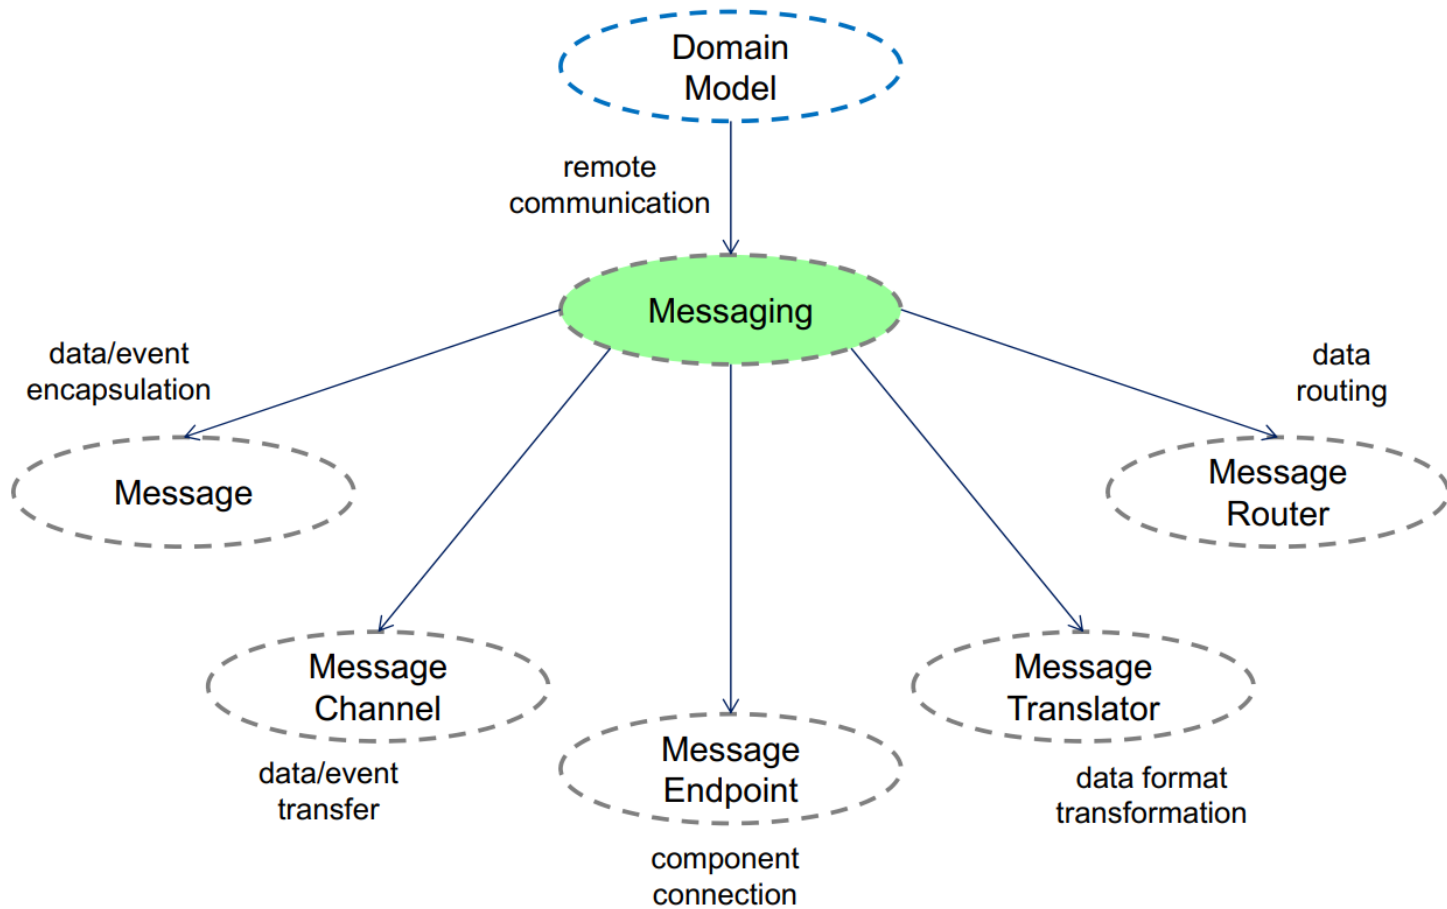 Domain
Model
remote
communication
Messaging
data/event
encapsulation
data
routing
Message
Message
Router
Message
Channel
Message
Translator
Message
Endpoint
data/event
transfer
data format
transformation
component
connection